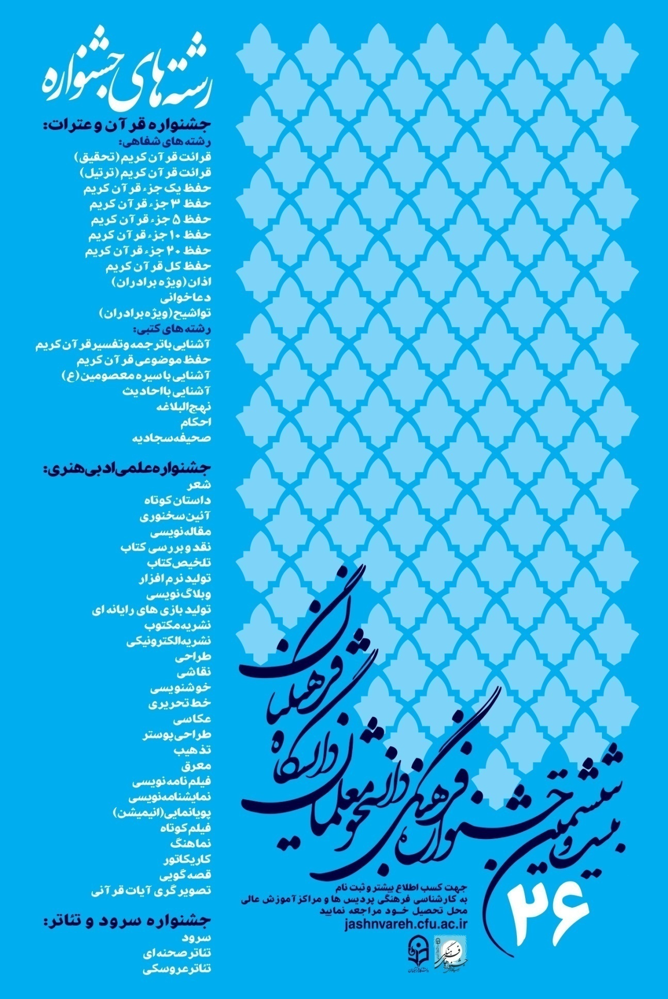 رشته های جشنواره
جشنواره قرآن و عترات:
رشته های شفاهی:
قرائت قرآن کریم(تحقیق)
قرائت قرآن کریم(ترتیل)
حفظ یک جزء قرآن کریم
حفظ ۳ جزء قرآن کریم
حفظ ۵ جزء قرآن کریم
حفظ ۱۰ جزء قرآن کریم
حفظ ۲۰ جزء قرآن کریم
حفظ کل قرآن کریم
اذان(ویژه برادران)
دعاخوانی
تواشیح(ویژه برادران)
رشته های کتبی:
آشنایی باترجمه وتفسیرقرآن کریم
حفظ موضوعی قرآن کریم
آشنایی باسیره معصومین(ع)
آشنایی بااحادیث
نهج‌البلاغه
احکام
صحیفه‌سجادیه
جشنواره‌علمی‌ادبی‌هنری:
شعر
داستان کوتاه
آئین‌سخنوری
مقاله‌نویسی
نقد و بررسی کتاب
تلخیص‌کتاب
تولید نرم افزار
وبلاگ‌نویسی
تولید بازی های رایانه ای
نشریه‌مکتوب
نشریه‌الکترونیکی
طراحی
نقاشی
خوشنویسی
خط‌تحریری
عکاسی
طراحی‌پوستر
تذهیب
معرق
فیلم‌نامه‌نویسی
نمایشنامه‌نویسی
پویانمایی(انیمیشن)
فیلم‌کوتاه
نماهنگ
کاریکاتور
قصه گویی
تصویر گری آیات قرآنی
جشنواره سرود و تئاتر:
سرود
تئاتر صحنه ای
تئاتر عروسکی
بیست و ششمین
جشنواره فرهنگی
دانشجو معلمان
دانشگاه
فرهنگیان
۲۶
جهت کسب اطلاع بیشتر و ثبت نام
به کارشناسی فرهنگی پردیس ها و مراکز آموزش عالی
محل تحصیل خود مراجعه نمایید
jashnvareh.cfu.ac.ir
دانشگاه فرهنگیان